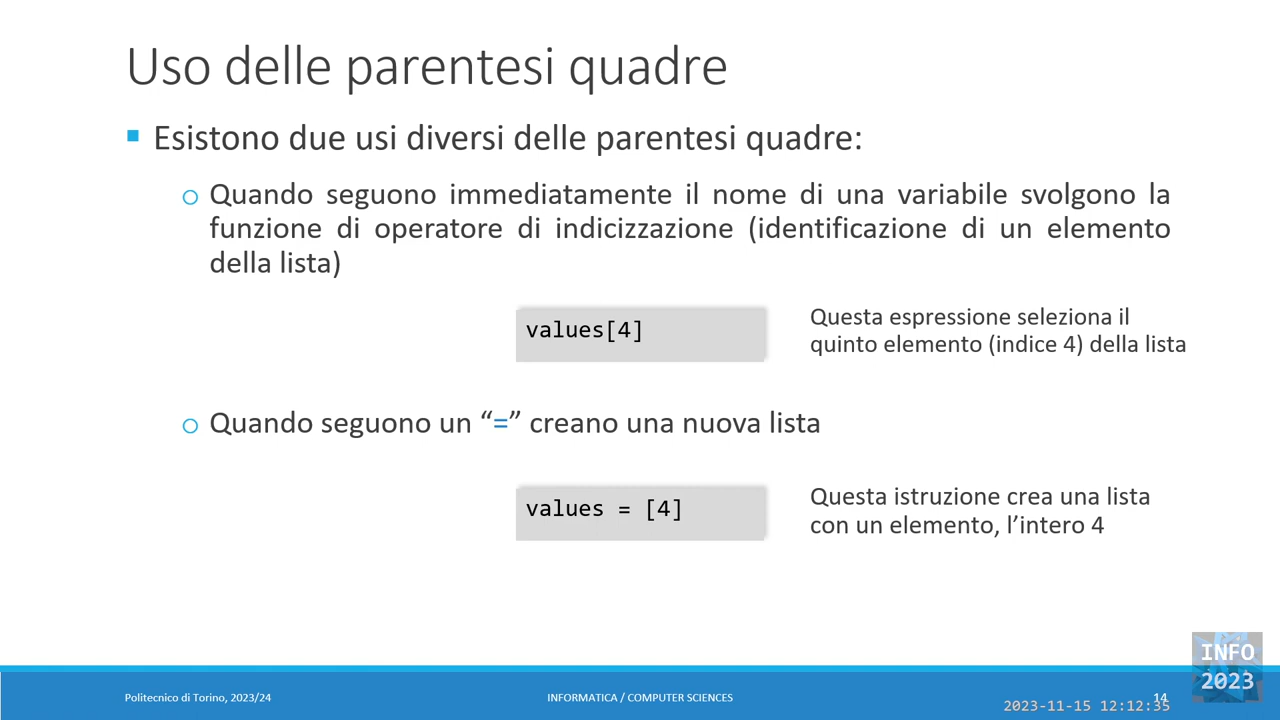 Uso delle parentesi quadre
▪ Esistono due usi diversi delle parentesi quadre:
o Quando seguono immediatamente il nome di una variabile svolgono la
funzione di operatore di indicizzazione (identificazione di un elemento
della lista)
values[4]
Questa espressione seleziona il
quinto elemento (indice 4) della lista
o Quando seguono un “=” creano una nuova lista
values = [4]
Questa istruzione crea una lista
con un elemento, l’intero 4
INFO
2023
Politecnico di Torino, 2023/24
INFORMATICA / COMPUTER SCIENCES
14
2023-11-15 12:12:35